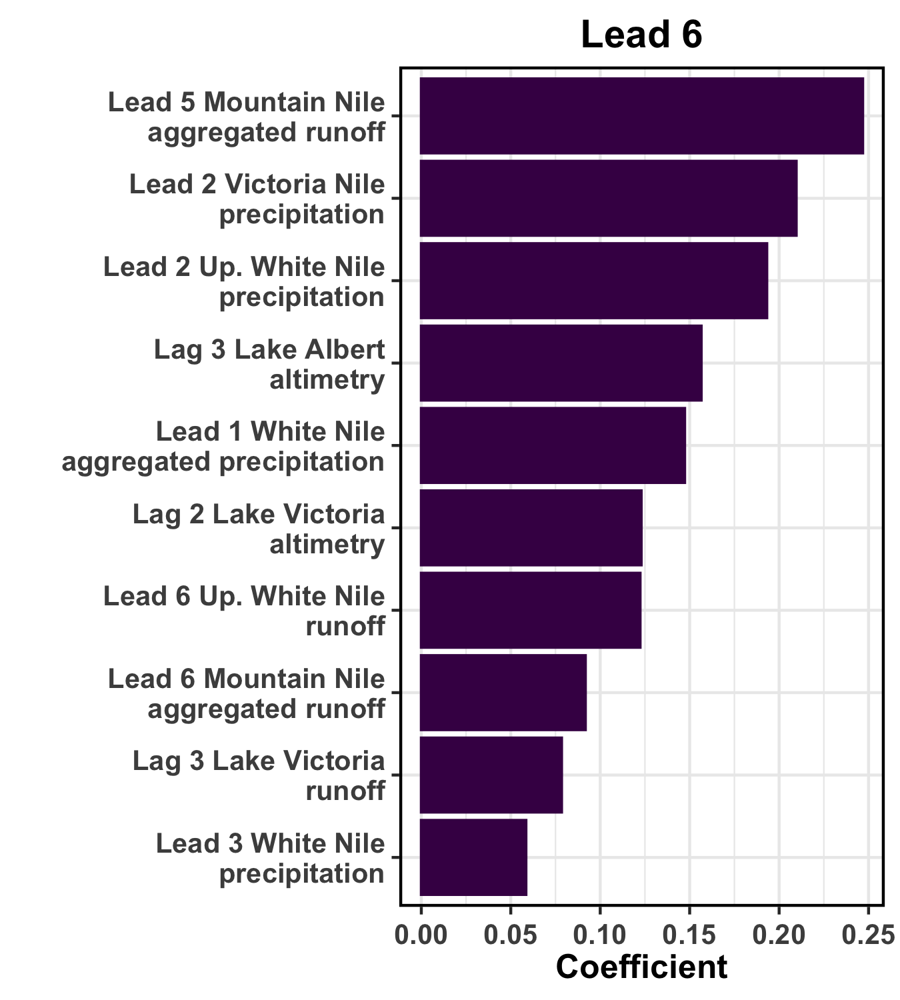 Lead 6
Lead 5 Mountain Nile
aggregated runoff
Lead 2 Victoria Nile
precipitation
Lead 2 Up. White Nile
precipitation
Lag 3 Lake Albert
altimetry
Lead 1 White Nile
aggregated precipitation
Lag 2 Lake Victoria
altimetry
Lead 6 Up. White Nile
runoff
Lead 6 Mountain Nile
aggregated runoff
Lag 3 Lake Victoria
runoff
Lead 3 White Nile
precipitation
0.00 0.05 0.10 0.15 0.20 0.25
Coefficient